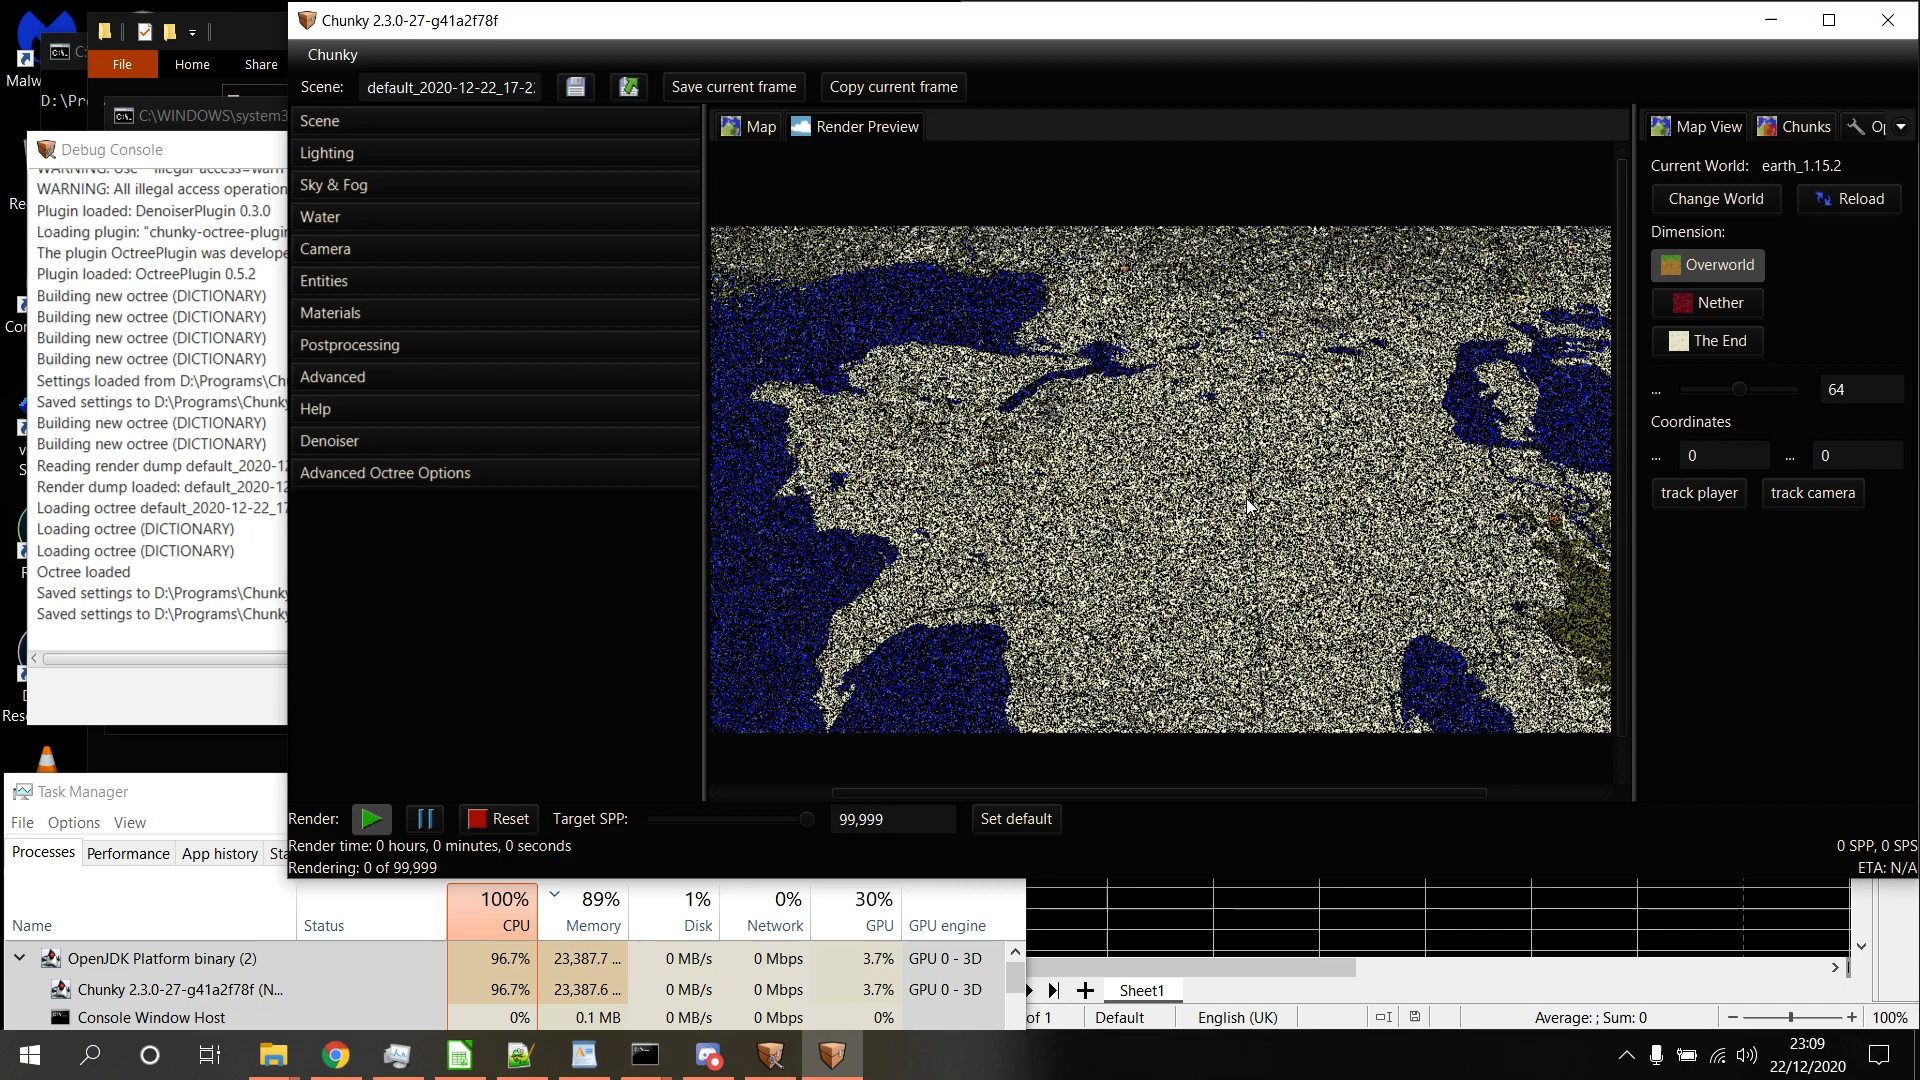 Chunky 2.3.0-27-g41a2f78f
Chunky
Scene:
default_2020-12-22_17-2
Save current frame
Copy current frame
Scene
Lighting
Sky & Fog
Water
Camera
Entities
Materials
Postprocessing
Advanced
Help
Denoiser
Advanced Octree Options
Map
Render Preview
Map View
Chunks
Current World: earth_1.15.2
Change World
Reload
Dimension:
Overworld
Nether
The End
...
64
Coordinates
...
0
...
0
track player
track camera
Render:
Reset
Target SPP:
99,999
Set default
Render time: 0 hours, 0 minutes, 0 seconds
Rendering: 0 of 99,999
0 SPP, 0 SPS
ETA: N/A
File
Home
Share
D:\Pr
C:\WINDOWS\system3
Debug Console
WARNING: All illegal access operation
Plugin loaded: DenoiserPlugin 0.3.0
Loading plugin: "chunky-octree-plugin
The plugin OctreePlugin was develope
Plugin loaded: OctreePlugin 0.5.2
Building new octree (DICTIONARY)
Building new octree (DICTIONARY)
Building new octree (DICTIONARY)
Building new octree (DICTIONARY)
Settings loaded from D:\Programs\Ch
Saved settings to D:\Programs\Chunk
Building new octree (DICTIONARY)
Building new octree (DICTIONARY)
Reading render dump default_2020-12
Render dump loaded: default_2020-12
Loading octree default_2020-12-22_17
Loading octree (DICTIONARY)
Loading octree (DICTIONARY)
Octree loaded
Saved settings to D:\Programs\Chunk
Saved settings to D:\Programs\Chunk
Task Manager
File
Options
View
Processes
Performance
App history
Sta
Name
Status
100%
CPU
89%
Memory
1%
Disk
0%
Network
30%
GPU
GPU engine
OpenJDK Platform binary (2)
96.7%
23,387.7 ...
0 MB/s
0 Mbps
3.7%
GPU 0 - 3D
Chunky 2.3.0-27-g41a2f78f (N...
96.7%
23,387.6 ...
0 MB/s
0 Mbps
3.7%
GPU 0 - 3D
Console Window Host
0%
0.1 MB
0 MB/s
0 Mbps
0%
Sheet1
of 1
Default
English (UK)
Average: ; Sum: 0
100%
23:09
22/12/2020